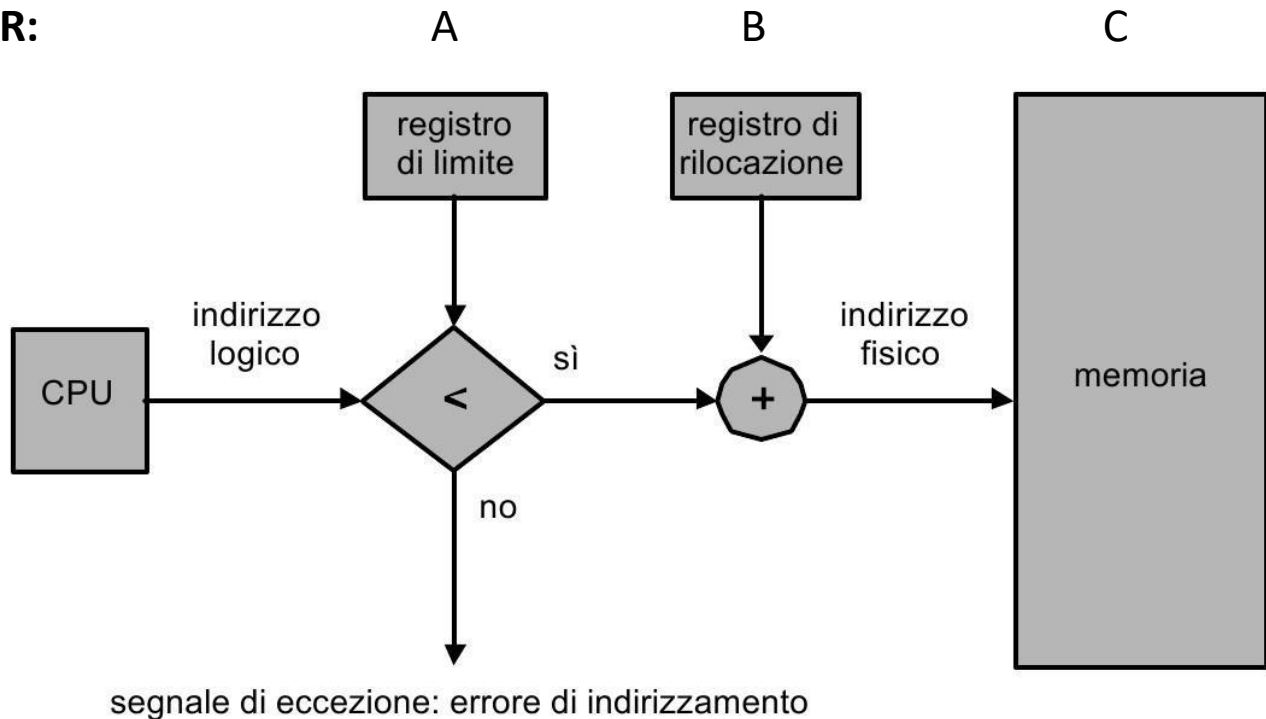 R:
A
B
C
registro
di limite
registro di
rilocazione
indirizzo
logico
indirizzo
fisico
CPU
<
sì
+
memoria
no
segnale di eccezione: errore di indirizzamento